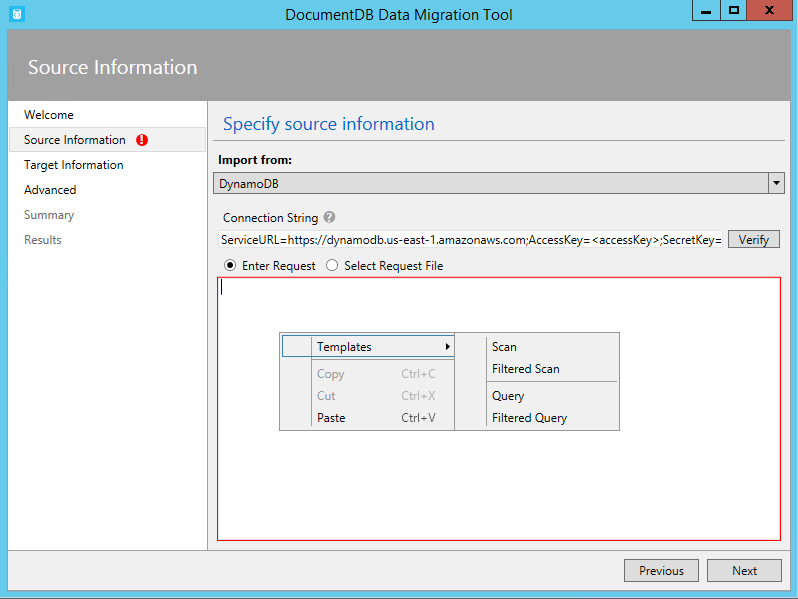 DocumentDB Data Migration Tool
Source Information
Welcome
Source Information
Target Information
Advanced
Summary
Results
Specify source information
Import from:
DynamoDB
Connection String ?
ServiceURL=https://dynamodb.us-east-1.amazonaws.com;AccessKey=<accessKey>;SecretKey=
Verify
Enter Request Select Request File
Templates
Copy Ctrl+C
Cut Ctrl+X
Paste Ctrl+V
Scan
Filtered Scan
Query
Filtered Query
Previous Next